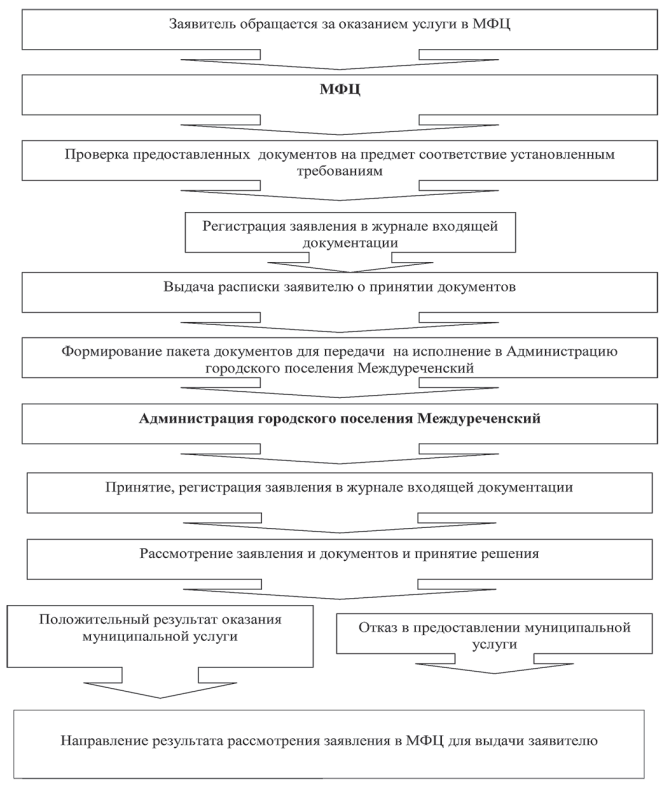 Заявитель обращается за оказанием услуги в МФЦ
МФЦ
Проверка предоставленных документов на предмет соответствие установленным
требованиям
Регистрация заявления в журнале входящей
документации
Выдача расписки заявителю о принятии документов
Формирование пакета документов для передачи на исполнение в Администрацию
городского поселения Междуреченский
Администрация городского поселения Междуреченский
Принятие, регистрация заявления в журнале входящей документации
Рассмотрение заявления и документов и принятие решения
Положительный результат оказания
муниципальной услуги
Отказ в предоставлении муниципальной
услуги
Направление результата рассмотрения заявления в МФЦ для выдачи заявителю